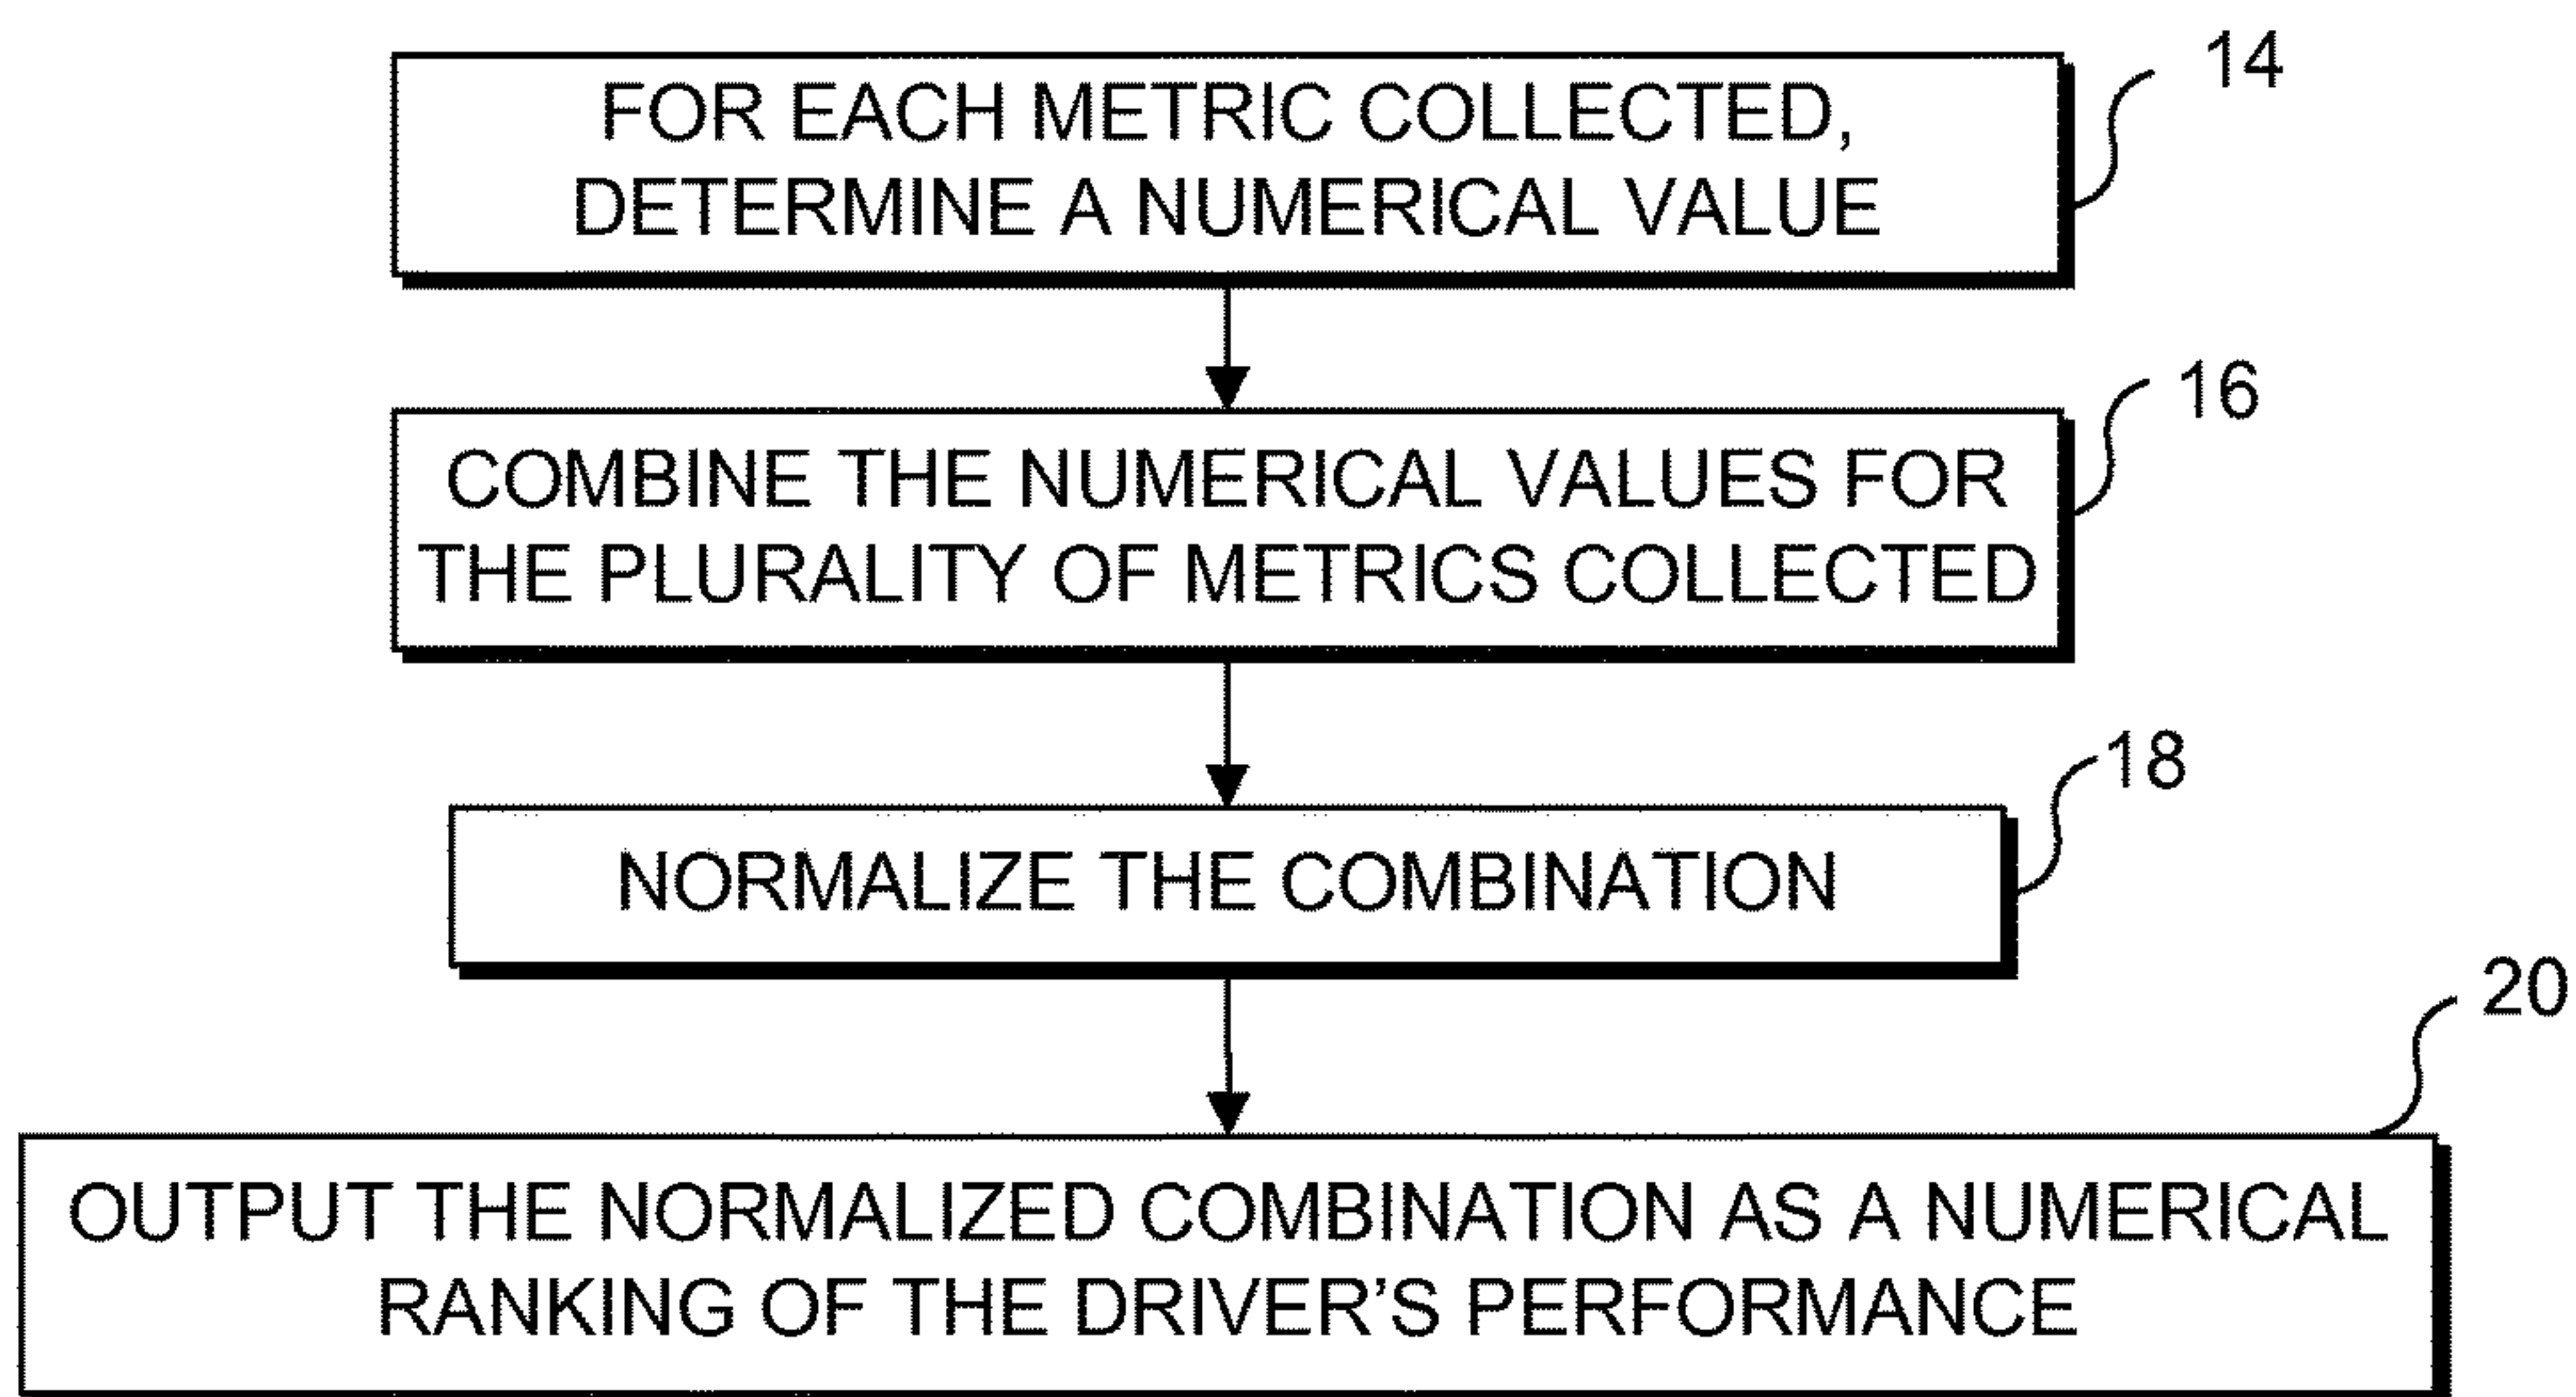 FOR EACH METRIC COLLECTED,
DETERMINE A NUMERICAL VALUE
14
COMBINE THE NUMERICAL VALUES FOR
THE PLURALITY OF METRICS COLLECTED
16
NORMALIZE THE COMBINATION
18
OUTPUT THE NORMALIZED COMBINATION AS A NUMERICAL
RANKING OF THE DRIVER'S PERFORMANCE
20